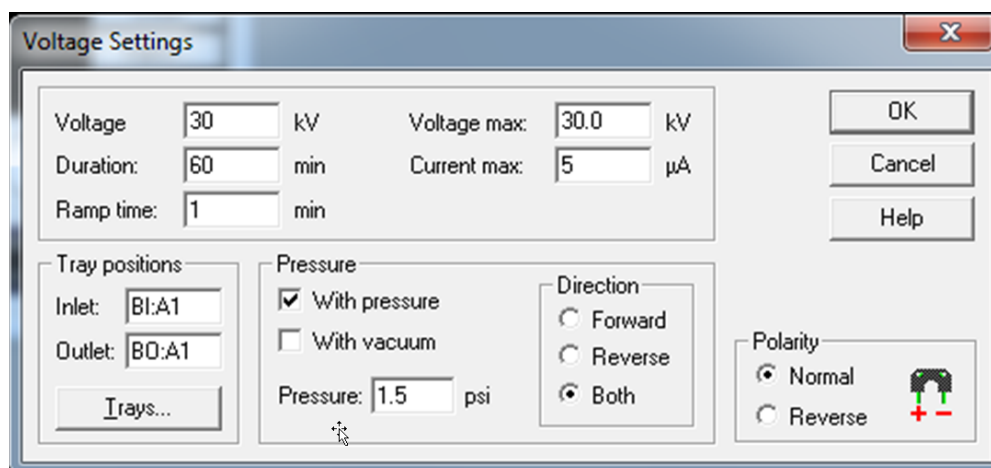 Voltage Settings
Voltage 30 kV Voltage max: 30.0 kV
Duration: 60 min Current max: 5 µA
Ramp time: 1 min
OK
Cancel
Help
Tray positions
Inlet: BI:A1
Outlet: BO:A1
Trays...
Pressure
With pressure
With vacuum
Pressure: 1.5 psi
Direction
Forward
Reverse
Both
Polarity
Normal
Reverse
+ −